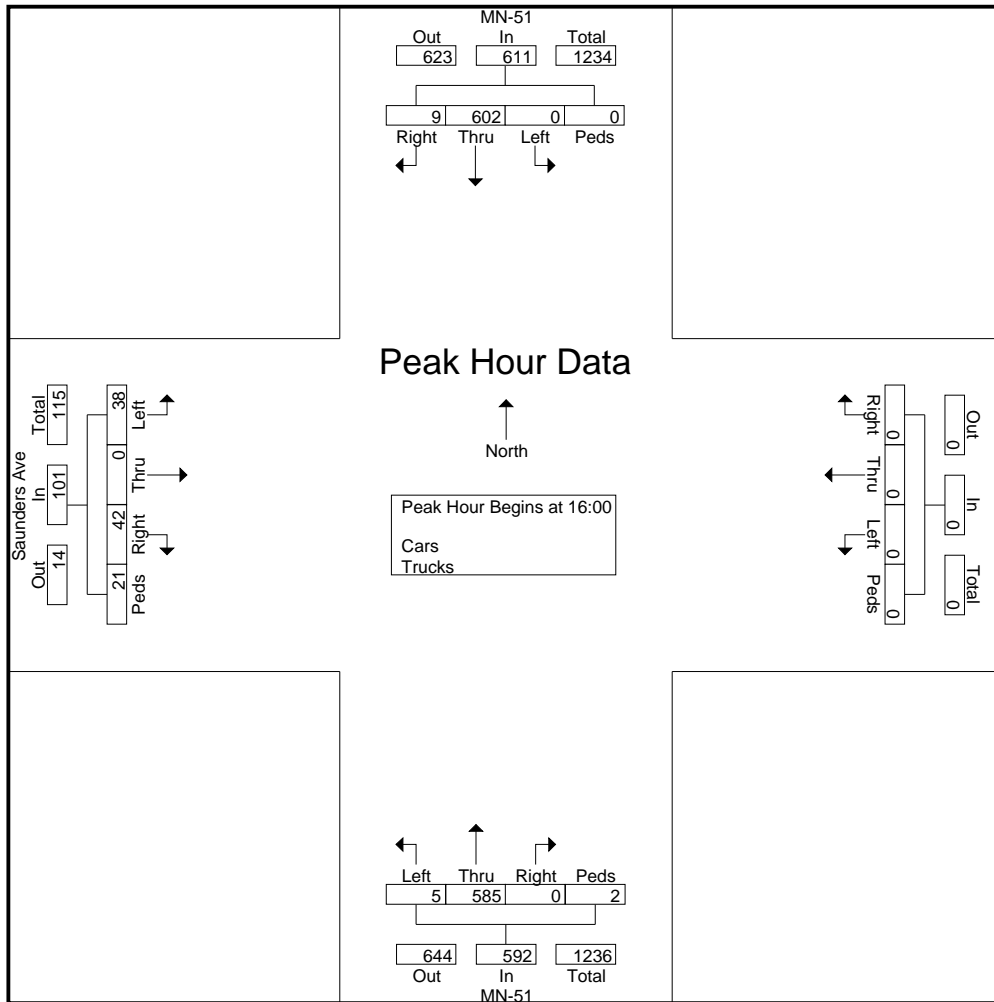 MN-51
Out In Total
623 611 1234
9 602 0 0
Right Thru Left Peds
Peak Hour Data
North
Peak Hour Begins at 16:00
Cars
Trucks
Saunders Ave
Total In Out
115 101 14
38 0 42 21
Left Thru Right Peds
Out In Total
0 0 0
0 0 0 0
Right Thru Left Peds
Left Thru Right Peds
5 585 0 2
644 592 1236
Out In Total
MN-51